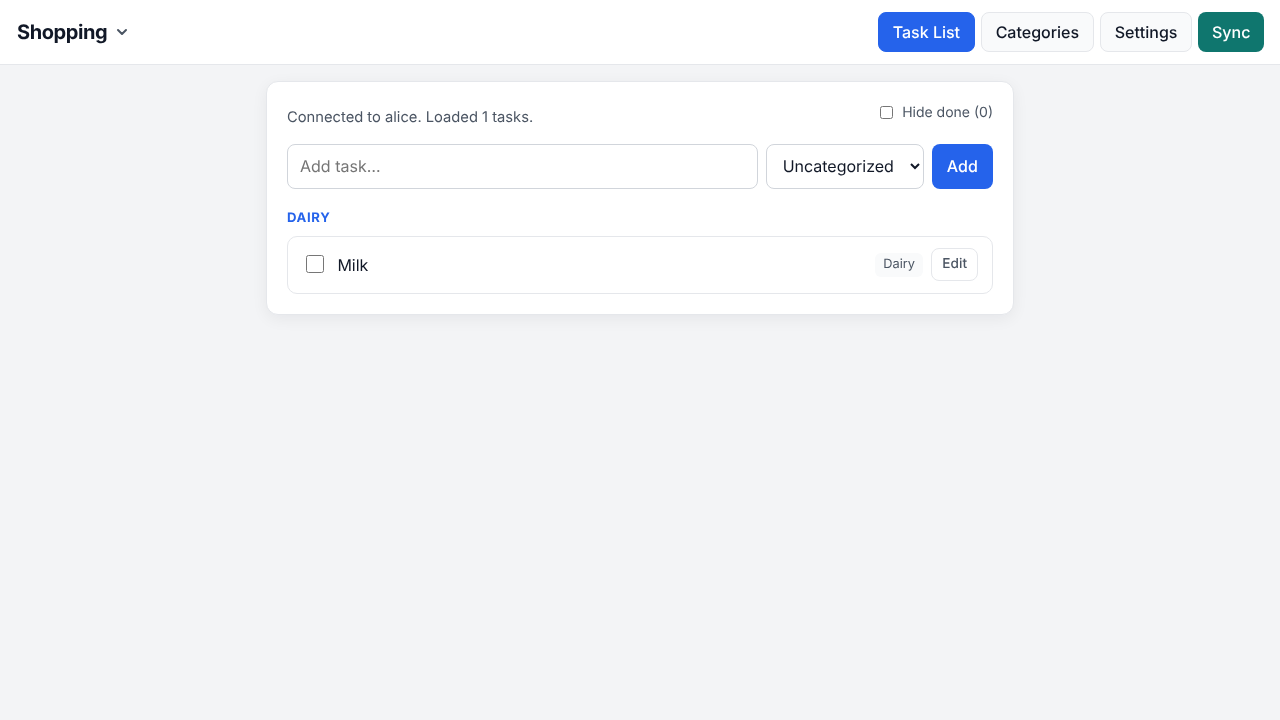 Shopping
Task List
Categories
Settings
Sync
Connected to alice. Loaded 1 tasks.
Hide done (0)
Add task...
Uncategorized
Add
DAIRY
Milk
Dairy
Edit